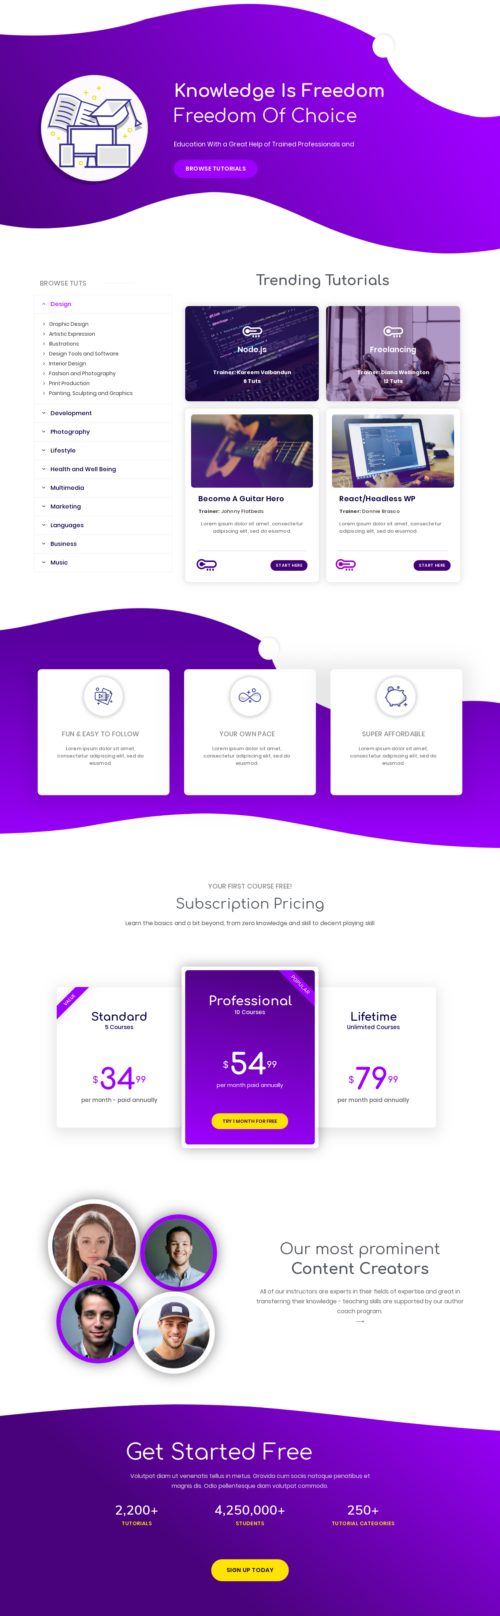 Knowledge Is Freedom
Freedom Of Choice
Education With a Great Help of Trained Professionals and
BROWSE TUTORIALS
BROWSE TUTS
Design
Graphic Design
Artistic Expression
Illustrations
Design Tools and Software
Interior Design
Fashion and Photography
Print Production
Painting, Sculpting and Graphics
Development
Photography
Lifestyle
Health and Well Being
Multimedia
Marketing
Languages
Business
Music
Trending Tutorials
Node.js
Trainer: Kareem Valbandun
6 Tuts
Freelancing
Trainer: Diana Wellington
12 Tuts
Become A Guitar Hero
Trainer: Johnny Flatbeds
Lorem ipsum dolor sit amet, consectetur
adipiscing elit, sed do eiusmod.
START HERE
React/Headless WP
Trainer: Donnie Brasco
Lorem ipsum dolor sit amet, consectetur
adipiscing elit, sed do eiusmod.
START HERE
FUN & EASY TO FOLLOW
Lorem ipsum dolor sit amet,
consectetur adipiscing elit, sed do
eiusmod.
YOUR OWN PACE
Lorem ipsum dolor sit amet,
consectetur adipiscing elit, sed do
eiusmod.
SUPER AFFORDABLE
Lorem ipsum dolor sit amet,
consectetur adipiscing elit, sed do
eiusmod.
YOUR FIRST COURSE FREE!
Subscription Pricing
Learn the basics and a bit beyond, from zero knowledge and skill to decent playing skill
VALUE
Standard
5 Courses
$34.99
per month - paid annually
POPULAR
Professional
10 Courses
$54.99
per month paid annually
TRY 1 MONTH FOR FREE
Lifetime
Unlimited Courses
$79.99
per month paid annually
Our most prominent
Content Creators
All of our instructors are experts in their fields of expertise and great in
transferring their knowledge - teaching skills are supported by our author
coach program
Get Started Free
Volutpat diam ut venenatis tellus in metus. Gravida cum sociis natoque penatibus et
magnis dis. Odio pellentesque diam volutpat commodo.
2,200+
TUTORIALS
4,250,000+
STUDENTS
250+
TUTORIAL CATEGORIES
SIGN UP TODAY